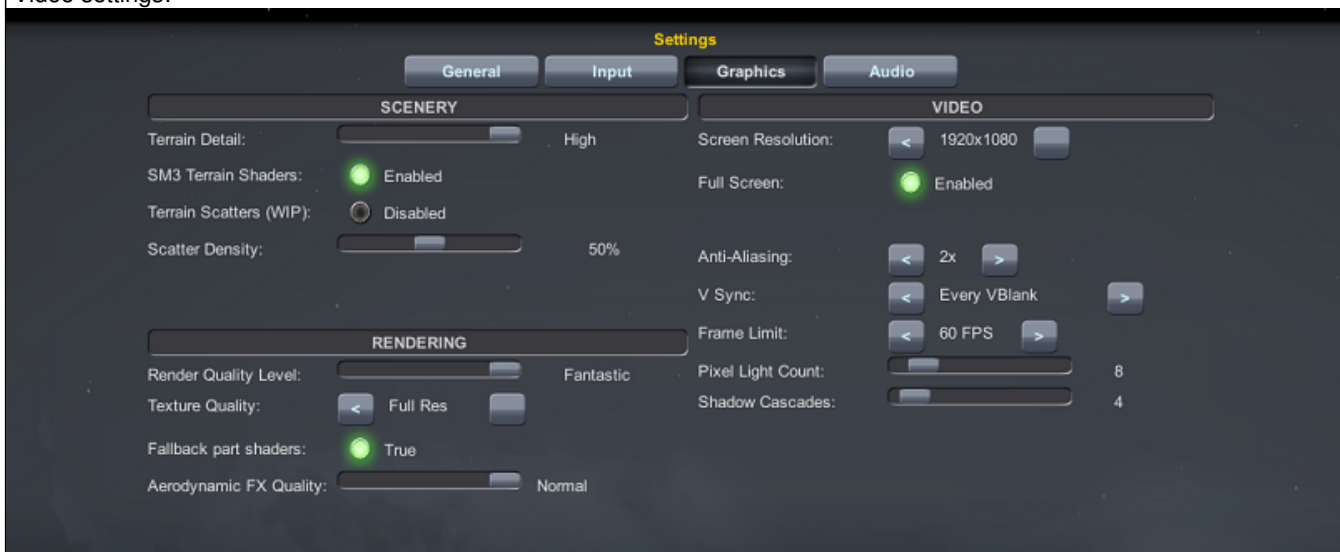 Video settings:
Settings
General Input Graphics Audio
SCENERY
Terrain Detail: High
SM3 Terrain Shaders: Enabled
Terrain Scatters (WIP): Disabled
Scatter Density: 50%
RENDERING
Render Quality Level: Fantastic
Texture Quality: < Full Res
Fallback part shaders: True
Aerodynamic FX Quality: Normal
VIDEO
Screen Resolution: < 1920x1080
Full Screen: Enabled
Anti-Aliasing: < 2x >
V Sync: < Every VBlank >
Frame Limit: < 60 FPS >
Pixel Light Count: 8
Shadow Cascades: 4